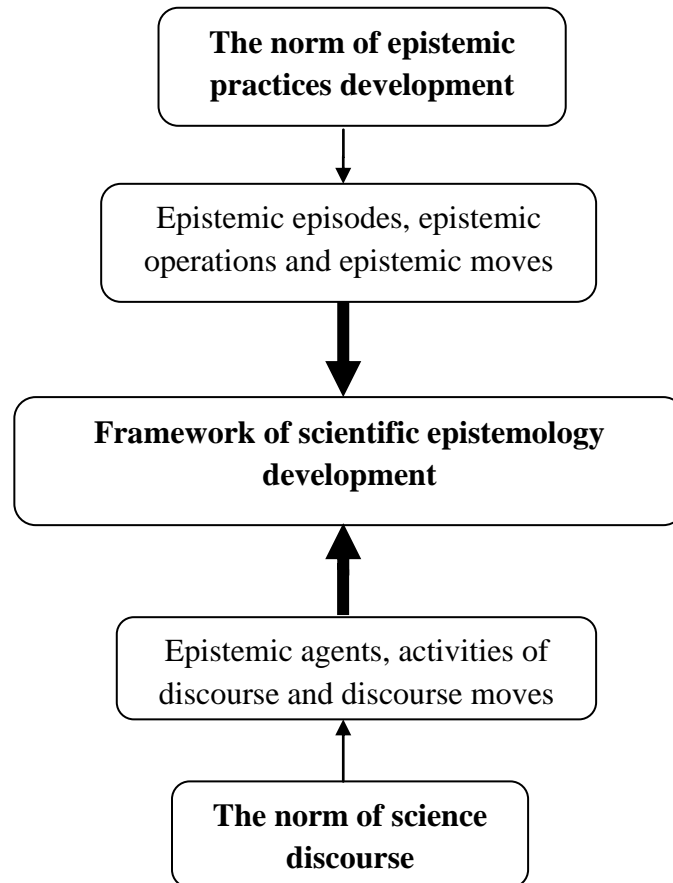 The norm of epistemic
practices development
Epistemic episodes, epistemic
operations and epistemic moves
Framework of scientific epistemology
development
Epistemic agents, activities of
discourse and discourse moves
The norm of science
discourse